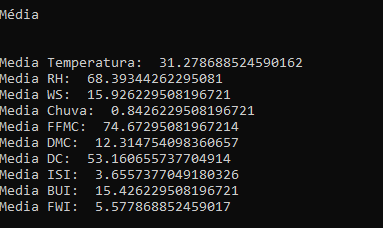 Média
Media Temperatura:  31.278688524590162
Media RH:  68.39344262295081
Media WS:  15.926229508196721
Media Chuva:  0.8426229508196721
Media FFMC:  74.67295081967214
Media DMC:  12.314754098360657
Media DC:  53.160655737704914
Media ISI:  3.6557377049180326
Media BUI:  15.426229508196721
Media FWI:  5.577868852459017